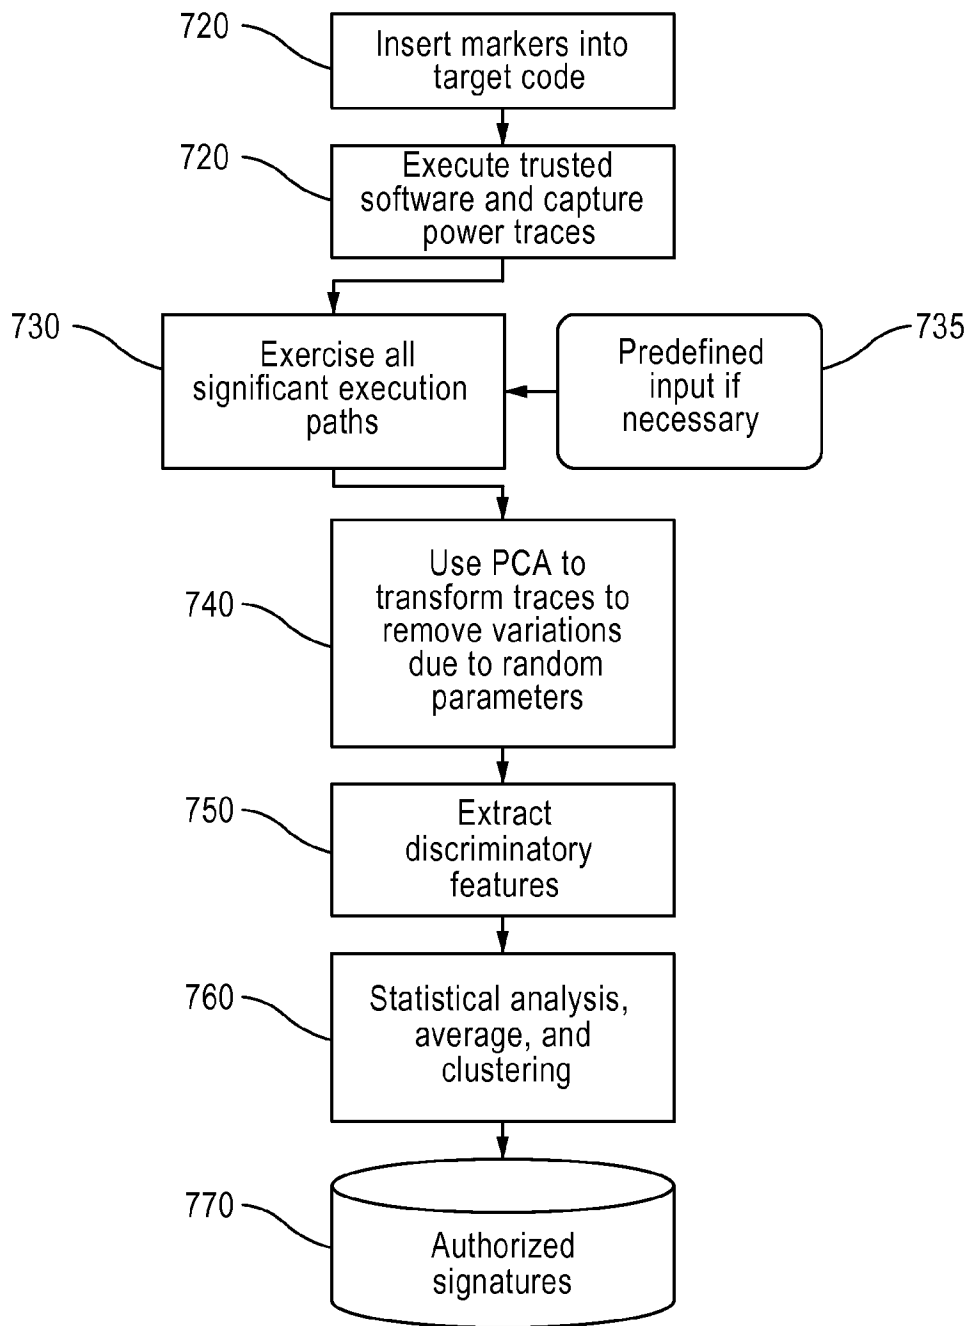 720
Insert markers into
target code
720
Execute trusted
software and capture
power traces
730
Exercise all
significant execution
paths
Predefined
input if
necessary
735
740
Use PCA to
transform traces to
remove variations
due to random
parameters
750
Extract
discriminatory
features
760
Statistical analysis,
average, and
clustering
770
Authorized
signatures